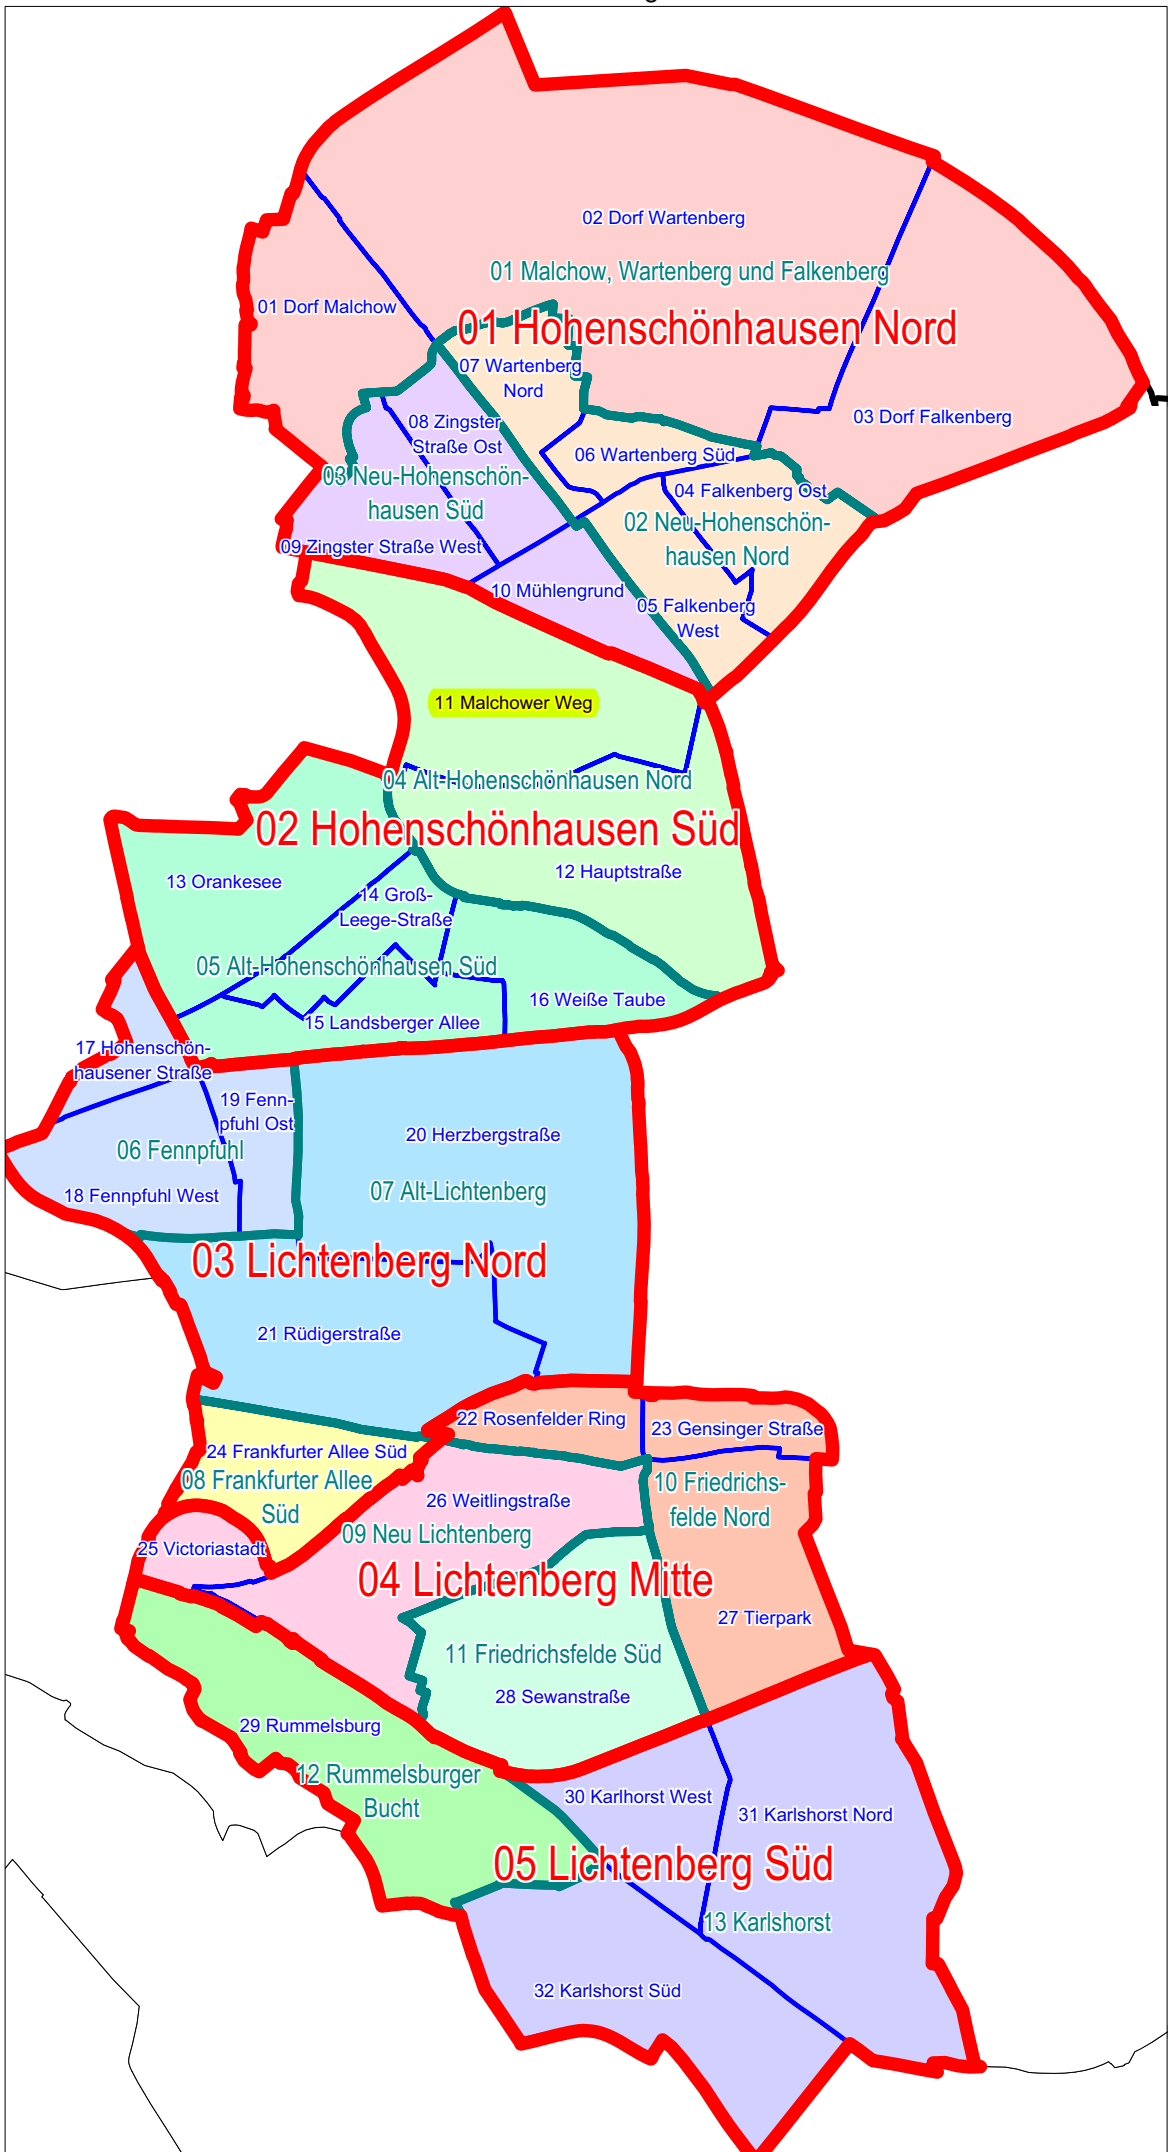 02 Dorf Wartenberg
01 Malchow, Wartenberg und Falkenberg
01 Dorf Malchow
01 Hohenschönhausen Nord
07 Wartenberg
Nord
03 Dorf Falkenberg
08 Zingster
Straße Ost
06 Wartenberg Süd
03 Neu-Hohenschön-
hausen Süd
04 Falkenberg Ost
02 Neu-Hohenschön-
hausen Nord
09 Zingster Straße West
10 Mühlengrund
05 Falkenberg
West
11 Malchower Weg
04 Alt-Hohenschönhausen Nord
02 Hohenschönhausen Süd
12 Hauptstraße
13 Orankesee
14 Groß-
Leege-Straße
05 Alt-Hohenschönhausen Süd
16 Weiße Taube
15 Landsberger Allee
17 Hohenschön-
hausener Straße
19 Fenn-
pfuhl Ost
20 Herzbergstraße
06 Fennpfuhl
18 Fennpfuhl West
07 Alt-Lichtenberg
03 Lichtenberg Nord
21 Rüdigerstraße
22 Rosenfelder Ring
23 Gensinger Straße
24 Frankfurter Allee Süd
08 Frankfurter Allee
Süd
10 Friedrichs-
felde Nord
26 Weitlingstraße
09 Neu Lichtenberg
25 Victoriastadt
04 Lichtenberg Mitte
27 Tierpark
11 Friedrichsfelde Süd
28 Sewanstraße
29 Rummelsburg
12 Rummelsburger
Bucht
30 Karlhorst West
31 Karlshorst Nord
05 Lichtenberg Süd
13 Karlshorst
32 Karlshorst Süd